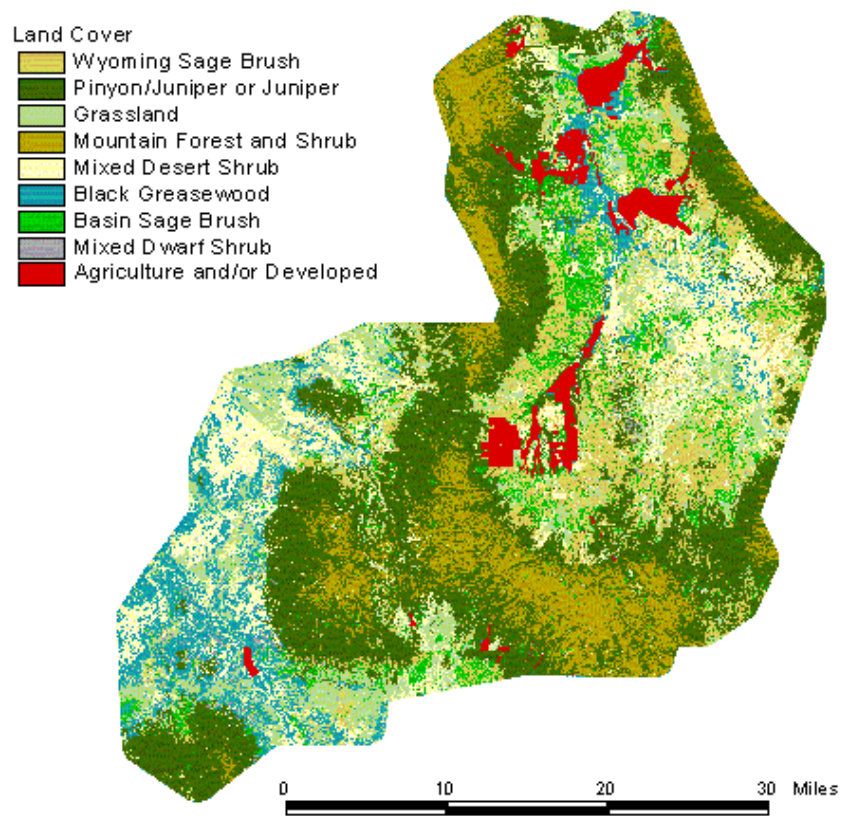 Land Cover
Wyoming Sage Brush
Pinyon/Juniper or Juniper
Grassland
Mountain Forest and Shrub
Mixed Desert Shrub
Black Greasewood
Basin Sage Brush
Mixed Dwarf Shrub
Agriculture and/or Developed
0 10 20 30 Miles